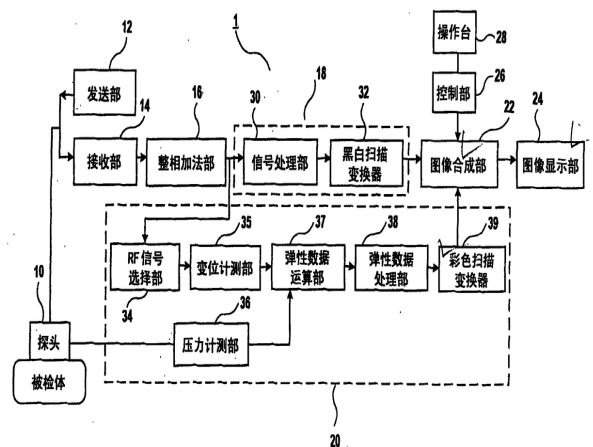 12
1
操作台
28
发送部
14
16
18
30
32
控制部
26
22
24
接收部
整相加法部
信号处理部
黑白扫描
变换器
图像合成部
图像显示部
35
37
38
39
RF信号
选择部
变位计测部
弹性数据
运算部
弹性数据
处理部
彩色扫描
变换器
34
10
36
探头
压力计测部
被检体
20